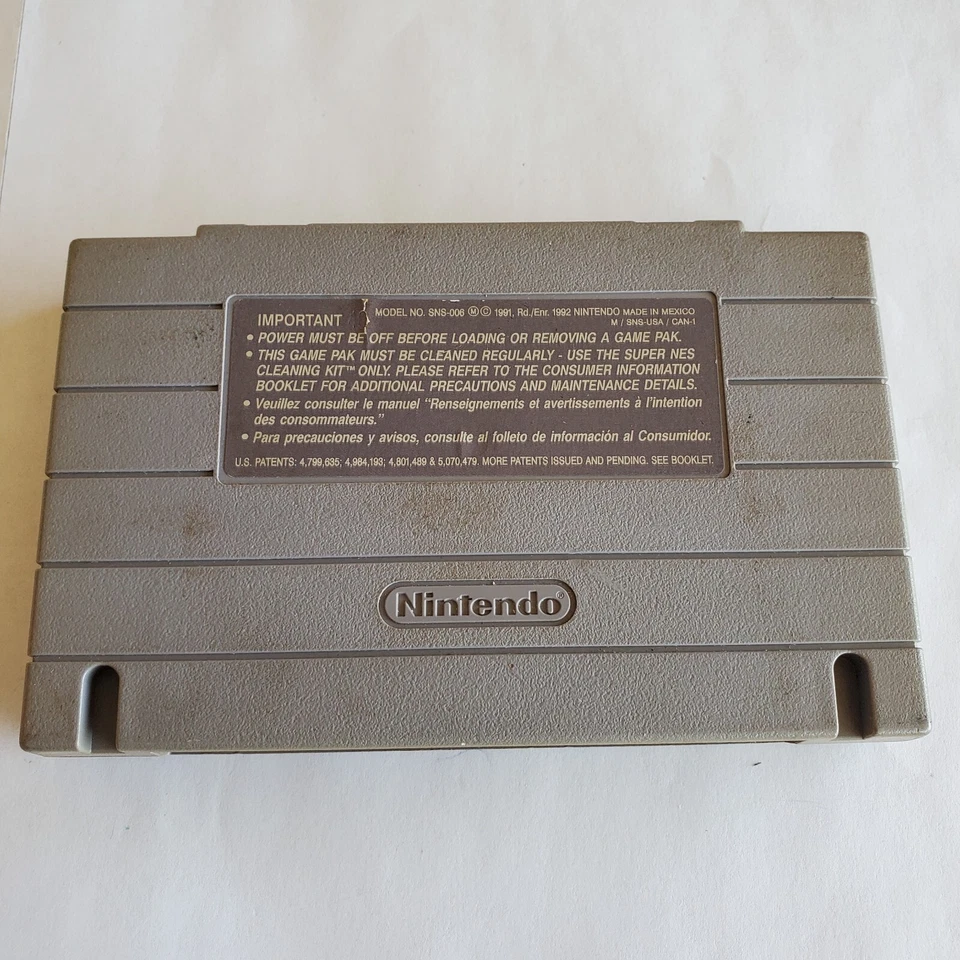 IMPORTANT MODEL NO. SNS-006 Ⓜ © 1991, Rd./Enr. 1992 NINTENDO MADE IN MEXICO
M / SNS-USA / CAN-1
• POWER MUST BE OFF BEFORE LOADING OR REMOVING A GAME PAK.
• THIS GAME PAK MUST BE CLEANED REGULARLY - USE THE SUPER NES
CLEANING KIT™ ONLY. PLEASE REFER TO THE CONSUMER INFORMATION
BOOKLET FOR ADDITIONAL PRECAUTIONS AND MAINTENANCE DETAILS.
• Veuillez consulter le manuel “Renseignements et avertissements à l’intention
des consommateurs.”
• Para precauciones y avisos, consulte al folleto de información al Consumidor.
U.S. PATENTS: 4,799,635; 4,984,193; 4,801,489 & 5,070,479. MORE PATENTS ISSUED AND PENDING. SEE BOOKLET.
Nintendo®